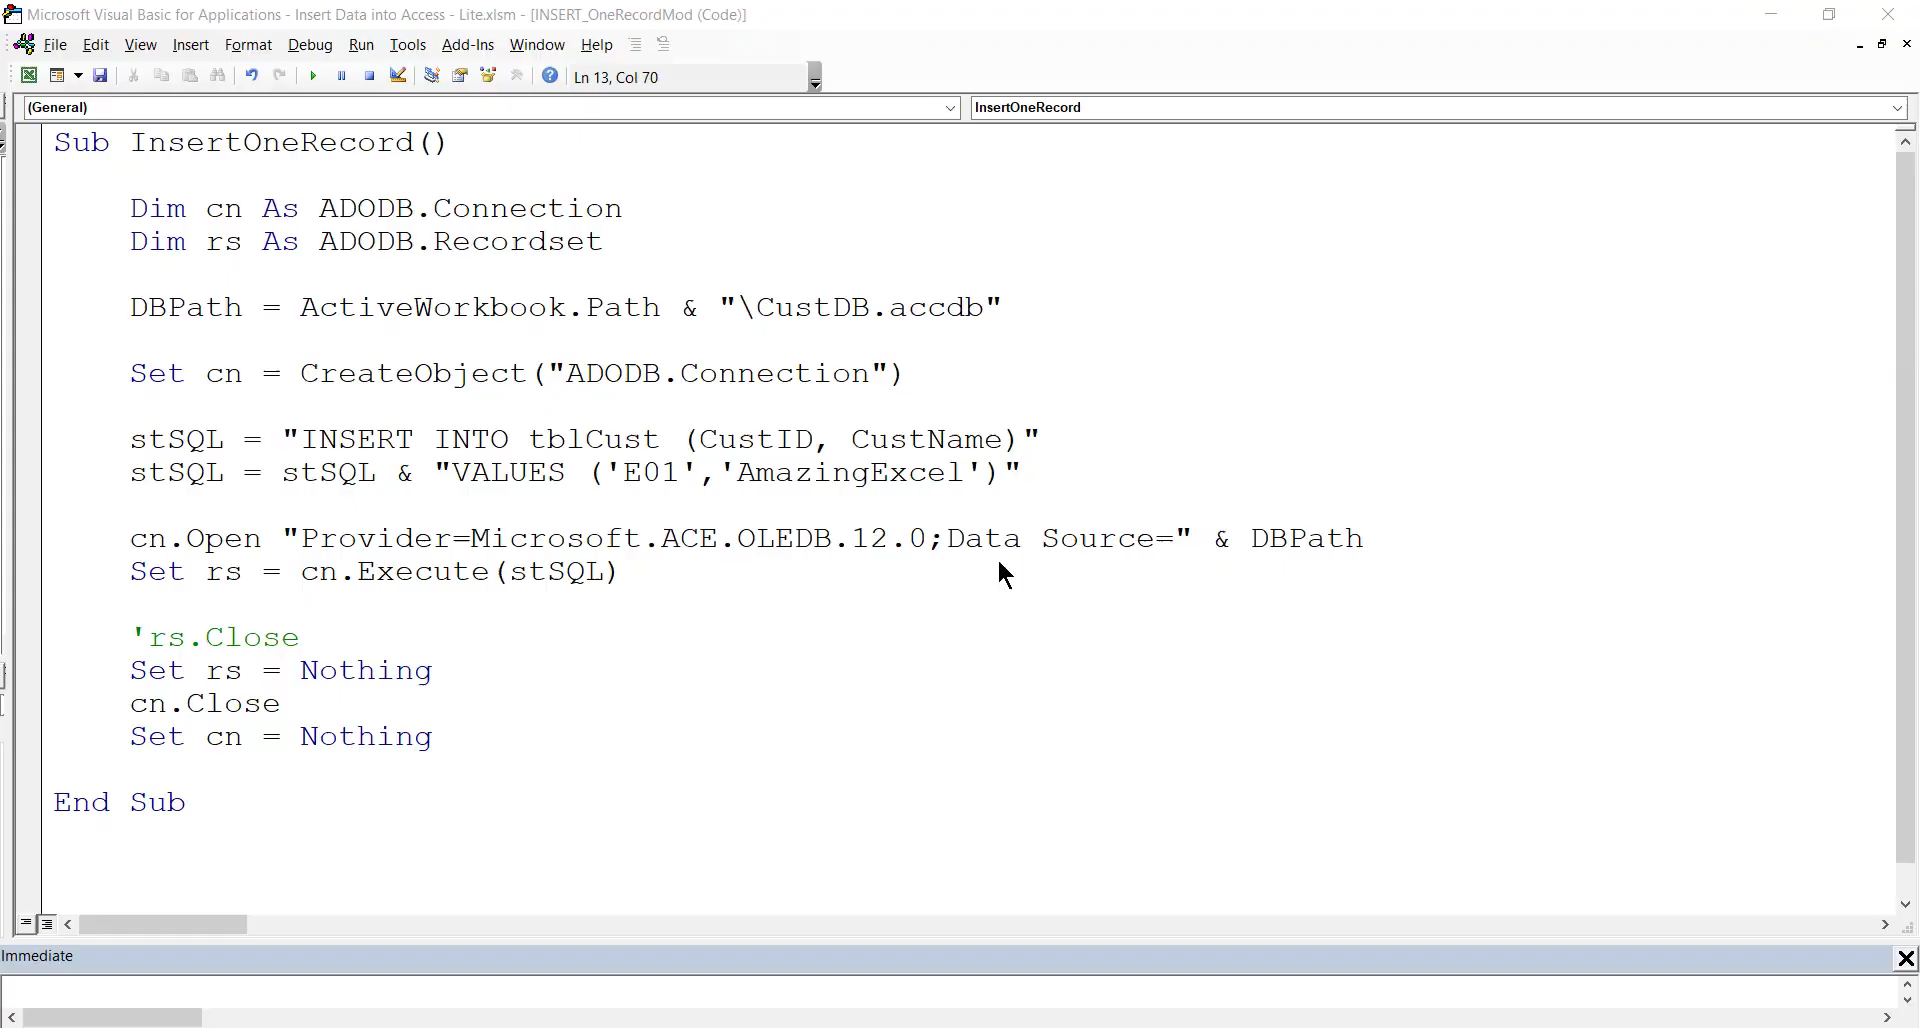 Microsoft Visual Basic for Applications - Insert Data into Access - Lite.xlsm - [INSERT_OneRecordMod (Code)]
File Edit View Insert Format Debug Run Tools Add-Ins Window Help
Ln 13, Col 70
(General) InsertOneRecord
Sub InsertOneRecord()
Dim cn As ADODB.Connection
Dim rs As ADODB.Recordset
DBPath = ActiveWorkbook.Path & "\CustDB.accdb"
Set cn = CreateObject("ADODB.Connection")
stSQL = "INSERT INTO tblCust (CustID, CustName)"
stSQL = stSQL & "VALUES ('E01','AmazingExcel')"
cn.Open "Provider=Microsoft.ACE.OLEDB.12.0;Data Source=" & DBPath
Set rs = cn.Execute(stSQL)
'rs.Close
Set rs = Nothing
cn.Close
Set cn = Nothing
End Sub
Immediate